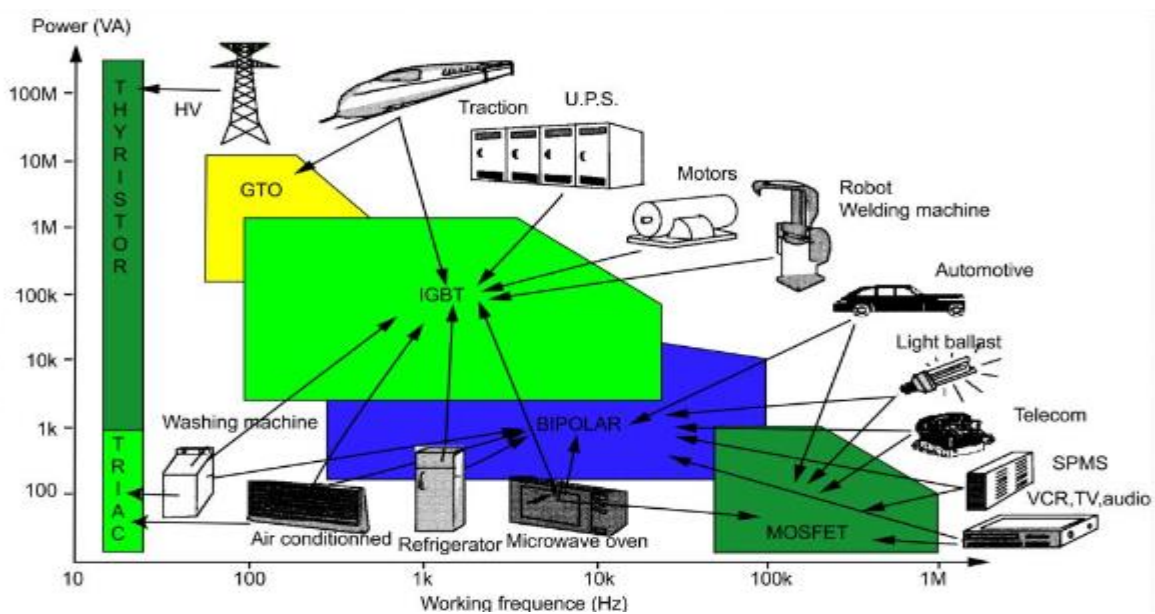 Power (VA)
100M
10M
1M
100k
10k
1k
100
THYRISTOR
TRIAC
HV
Traction
U.P.S.
Motors
Robot
Welding machine
Automotive
Light ballast
Telecom
SPMS
VCR,TV,audio
GTO
IGBT
BIPOLAR
MOSFET
Washing machine
Air conditionned
Refrigerator
Microwave oven
10
100
1k
10k
100k
1M
Working frequence (Hz)